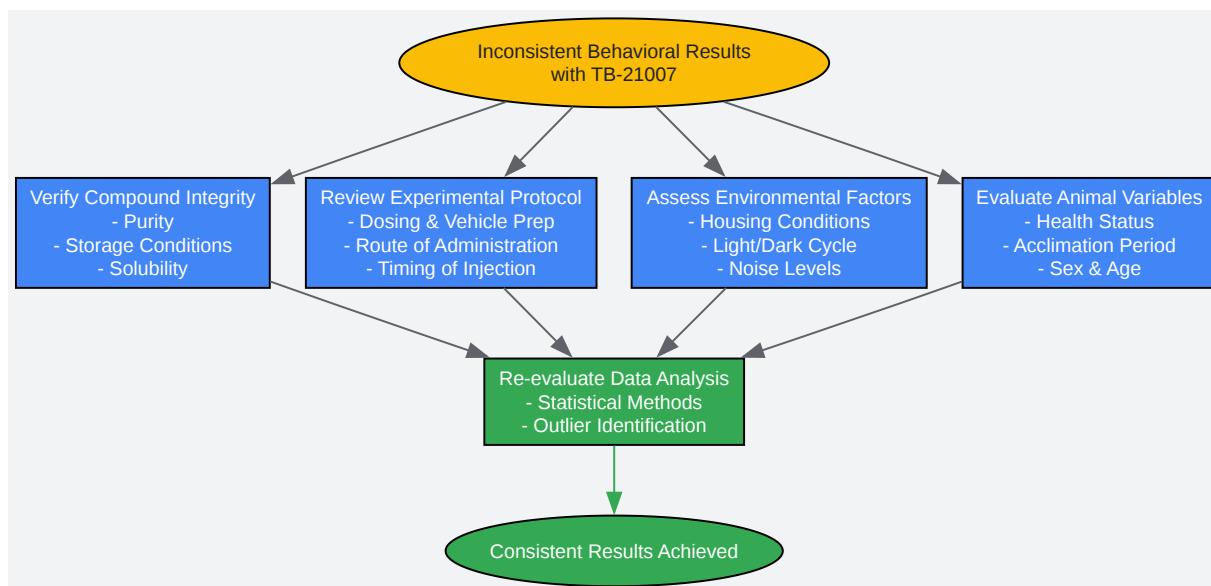 Inconsistent Behavioral Results
with TB-21007
Verify Compound Integrity
- Purity
- Storage Conditions
- Solubility
Review Experimental Protocol
- Dosing & Vehicle Prep
- Route of Administration
- Timing of Injection
Assess Environmental Factors
- Housing Conditions
- Light/Dark Cycle
- Noise Levels
Evaluate Animal Variables
- Health Status
- Acclimation Period
- Sex & Age
Re-evaluate Data Analysis
- Statistical Methods
- Outlier Identification
Consistent Results Achieved